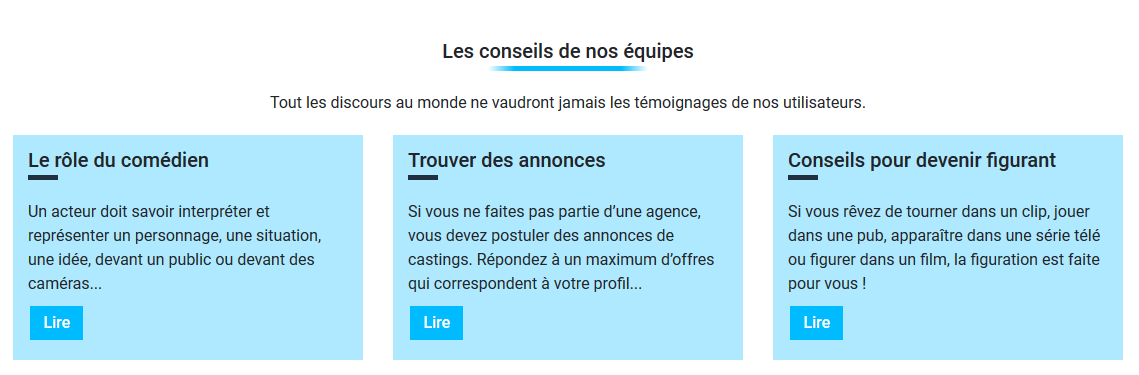 Les conseils de nos équipes
Tout les discours au monde ne vaudront jamais les témoignages de nos utilisateurs.
Le rôle du comédien
Un acteur doit savoir interpréter et
représenter un personnage, une situation,
une idée, devant un public ou devant des
caméras...
Lire
Trouver des annonces
Si vous ne faites pas partie d’une agence,
vous devez postuler des annonces de
castings. Répondez à un maximum d’offres
qui correspondent à votre profil...
Lire
Conseils pour devenir figurant
Si vous rêvez de tourner dans un clip, jouer
dans une pub, apparaître dans une série télé
ou figurer dans un film, la figuration est faite
pour vous !
Lire